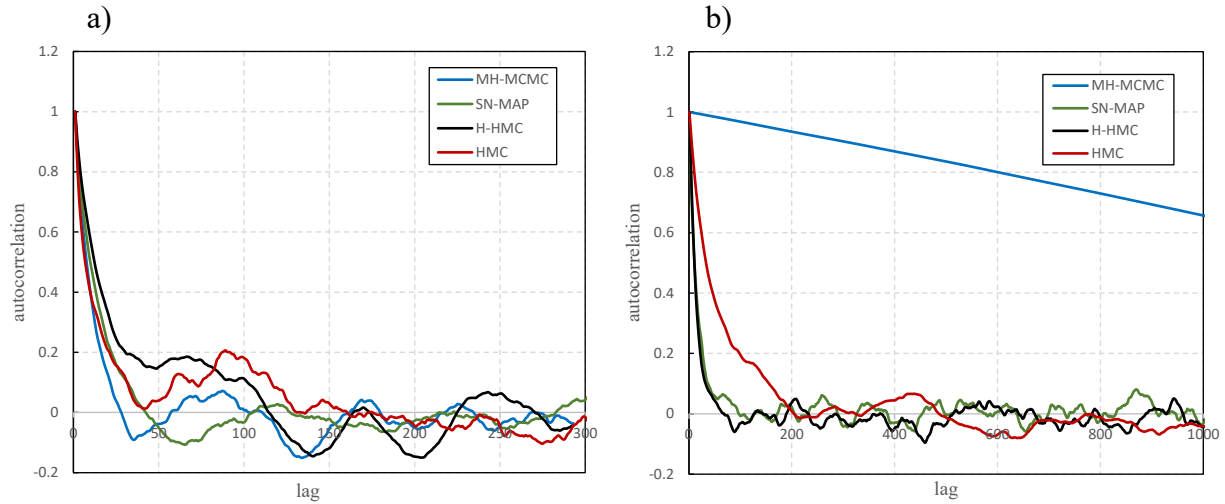 a)
1.2
1
0.8
0.6
0.4
0.2
0
-0.2
0
50
100
150
200
250
300
autocorrelation
lag
MH-MCMC
SN-MAP
H-HMC
HMC
b)
1.2
1
0.8
0.6
0.4
0.2
0
-0.2
0
200
400
600
800
1000
autocorrelation
lag
MH-MCMC
SN-MAP
H-HMC
HMC